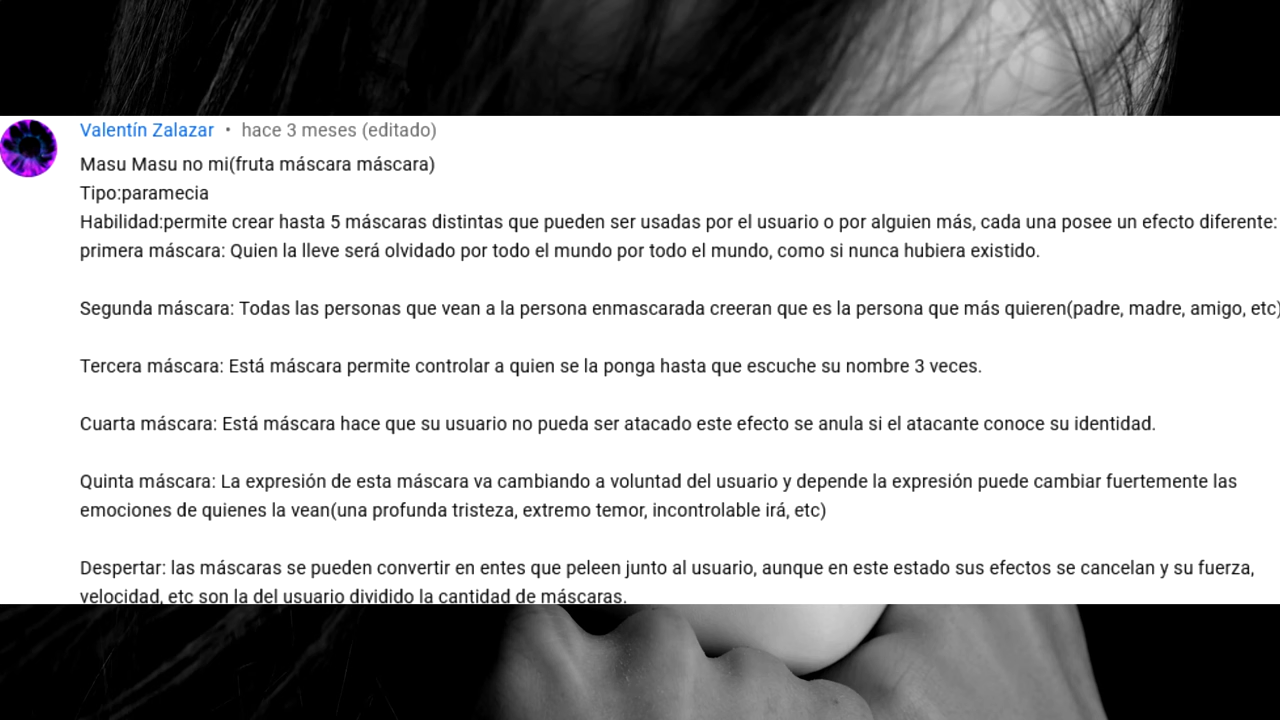 Valentín Zalazar • hace 3 meses (editado)
Masu Masu no mi(fruta máscara máscara)
Tipo:paramecia
Habilidad:permite crear hasta 5 máscaras distintas que pueden ser usadas por el usuario o por alguien más, cada una posee un efecto diferente:
primera máscara: Quien la lleve será olvidado por todo el mundo por todo el mundo, como si nunca hubiera existido.
Segunda máscara: Todas las personas que vean a la persona enmascarada creeran que es la persona que más quieren(padre, madre, amigo, etc)
Tercera máscara: Está máscara permite controlar a quien se la ponga hasta que escuche su nombre 3 veces.
Cuarta máscara: Está máscara hace que su usuario no pueda ser atacado este efecto se anula si el atacante conoce su identidad.
Quinta máscara: La expresión de esta máscara va cambiando a voluntad del usuario y depende la expresión puede cambiar fuertemente las
emociones de quienes la vean(una profunda tristeza, extremo temor, incontrolable irá, etc)
Despertar: las máscaras se pueden convertir en entes que peleen junto al usuario, aunque en este estado sus efectos se cancelan y su fuerza,
velocidad, etc son la del usuario dividido la cantidad de máscaras.